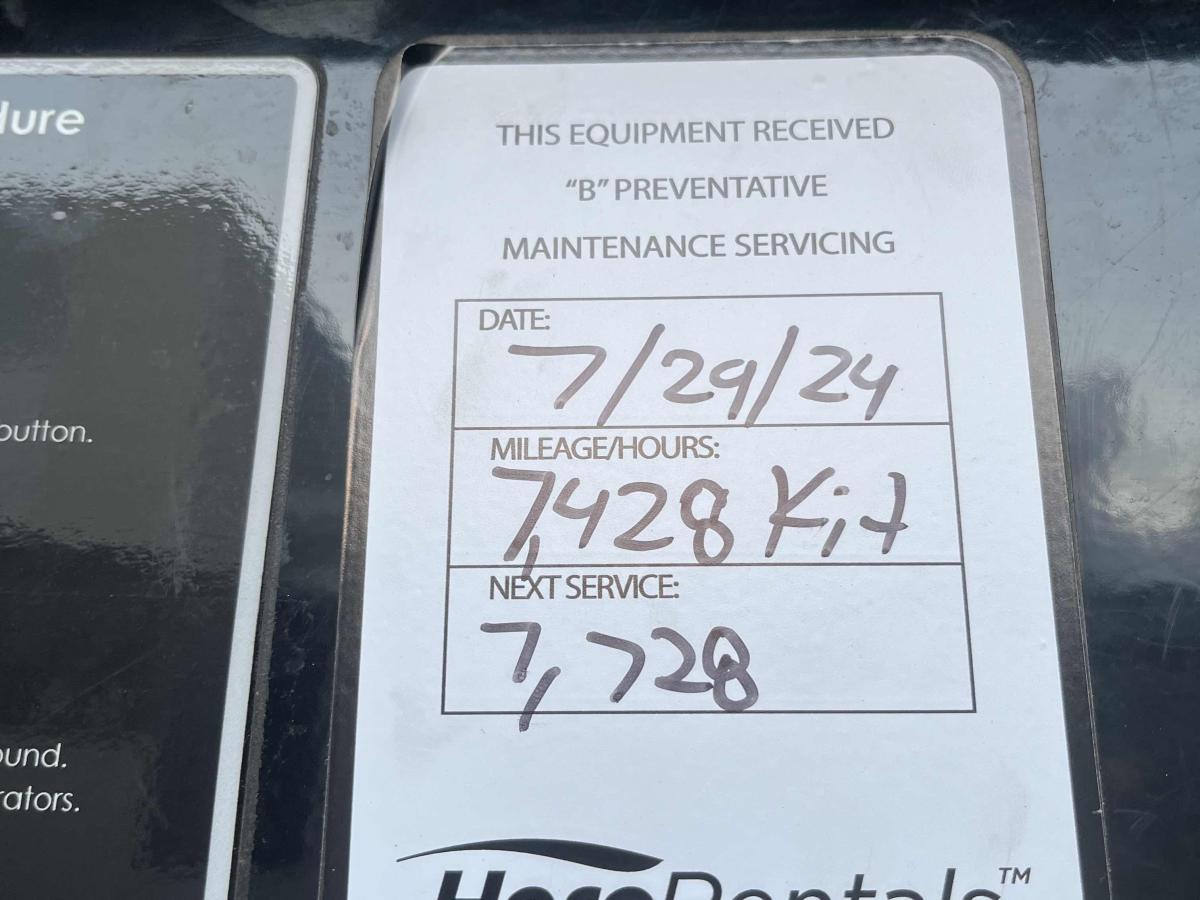 dure
THIS EQUIPMENT RECEIVED
“B” PREVENTATIVE
MAINTENANCE SERVICING
DATE:
7/29/24
button.
MILEAGE/HOURS:
7,428 Kit
NEXT SERVICE:
7,728
ound.
rators.
HercRentals™